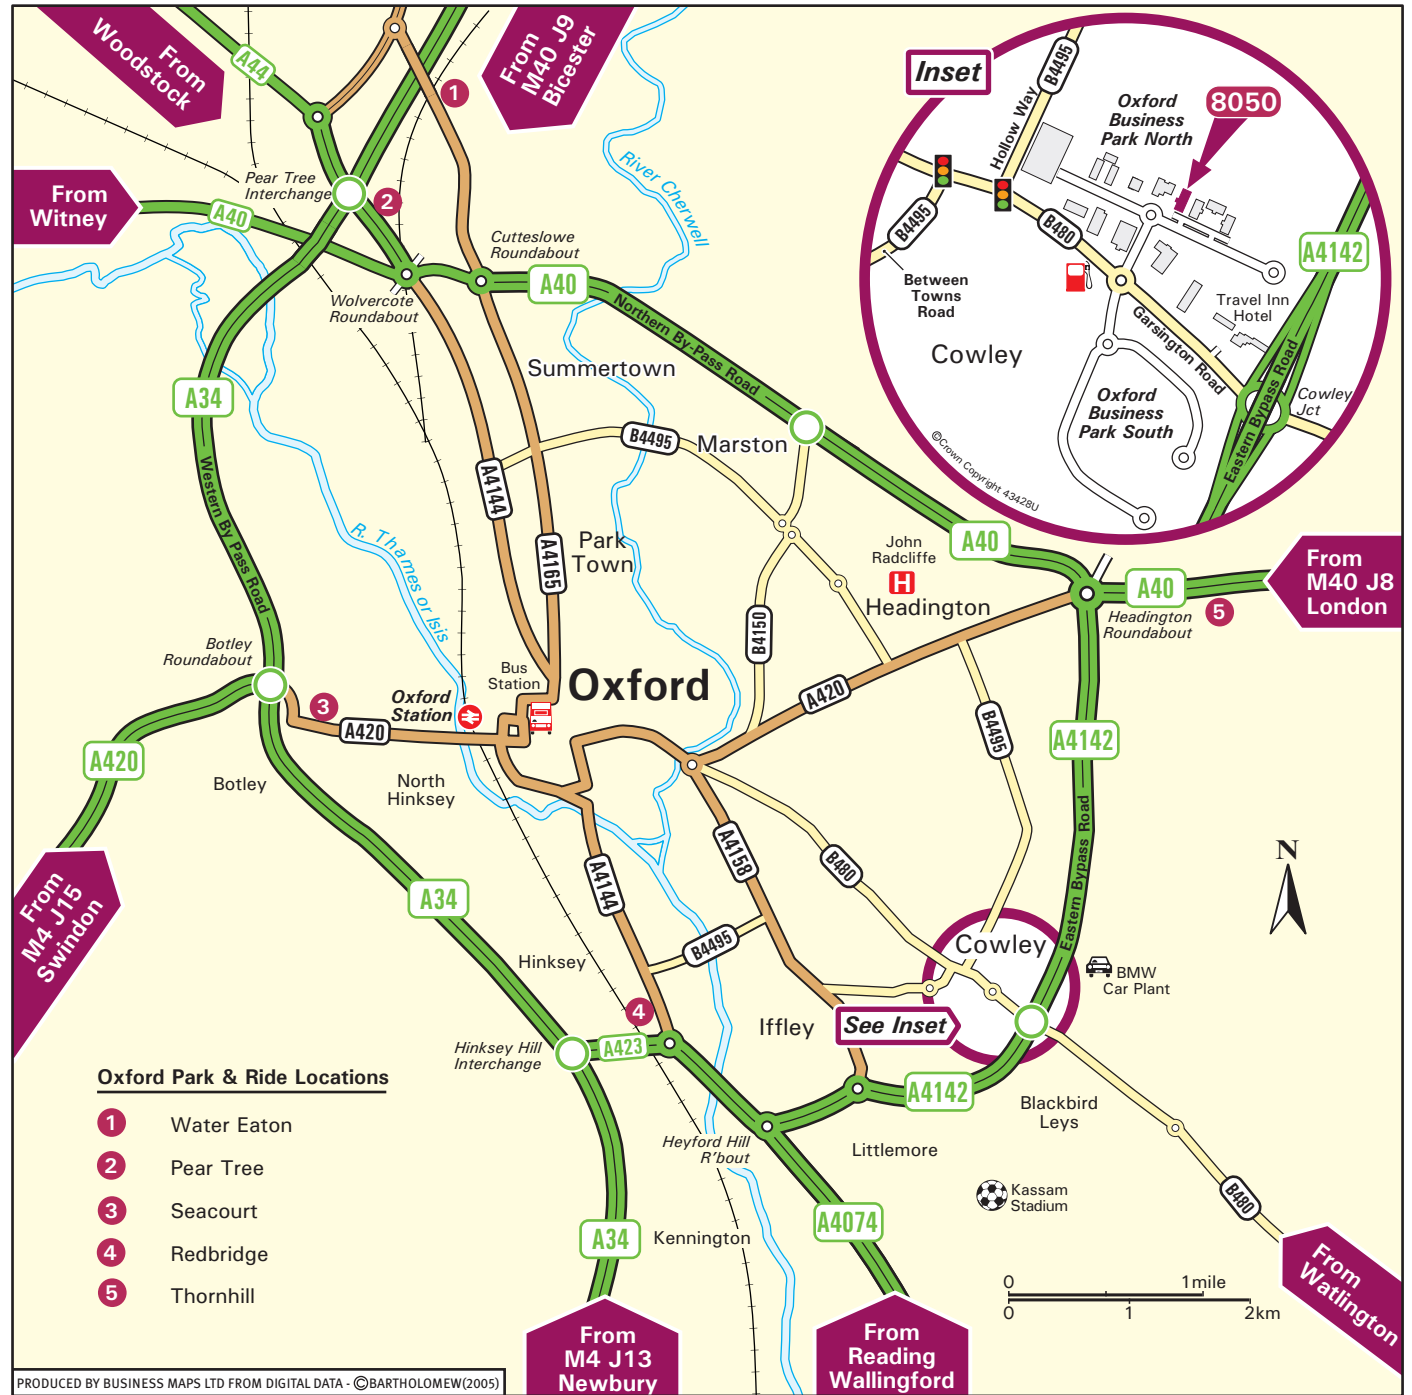 From
Woodstock
A44
From
M40 J9
Bicester
1
Inset
B4495
Hollow Way
Oxford
Business
Park North
8050
B4495
B480
A4142
Between
Towns
Road
Travel Inn
Hotel
Cowley
Garsington Road
Oxford
Business
Park South
Eastern Bypass Road
Cowley
Jct
©Crown Copyright 43428U
River Cherwell
Pear Tree
Interchange
2
From
Witney
A40
Cutteslowe
Roundabout
A40
Wolvercote
Roundabout
Northern By-Pass Road
Summertown
A34
B4495
Marston
Western By Pass Road
A4144
A4165
Park
Town
R. Thames or Isis
John
Radcliffe
H
Headington
A40
A40
From
M40 J8
London
5
Headington
Roundabout
B4150
Botley
Roundabout
Bus
Station
Oxford
Oxford
Station
3
A420
A420
B4495
A4142
A420
Botley
North
Hinksey
A4158
B480
Eastern Bypass Road
N
From
M4 J15
Swindon
A34
A4144
B4495
Hinksey
Cowley
BMW
Car Plant
4
Iffley
See Inset
Hinksey Hill
Interchange
A423
A4142
Blackbird
Leys
Heyford Hill
R'bout
Littlemore
Kassam
Stadium
B480
A34
Kennington
A4074
From
Watlington
Oxford Park & Ride Locations
1 Water Eaton
2 Pear Tree
3 Seacourt
4 Redbridge
5 Thornhill
0 1mile
0 1 2km
From
M4 J13
Newbury
From
Reading
Wallingford
PRODUCED BY BUSINESS MAPS LTD FROM DIGITAL DATA - ©BARTHOLOMEW(2005)